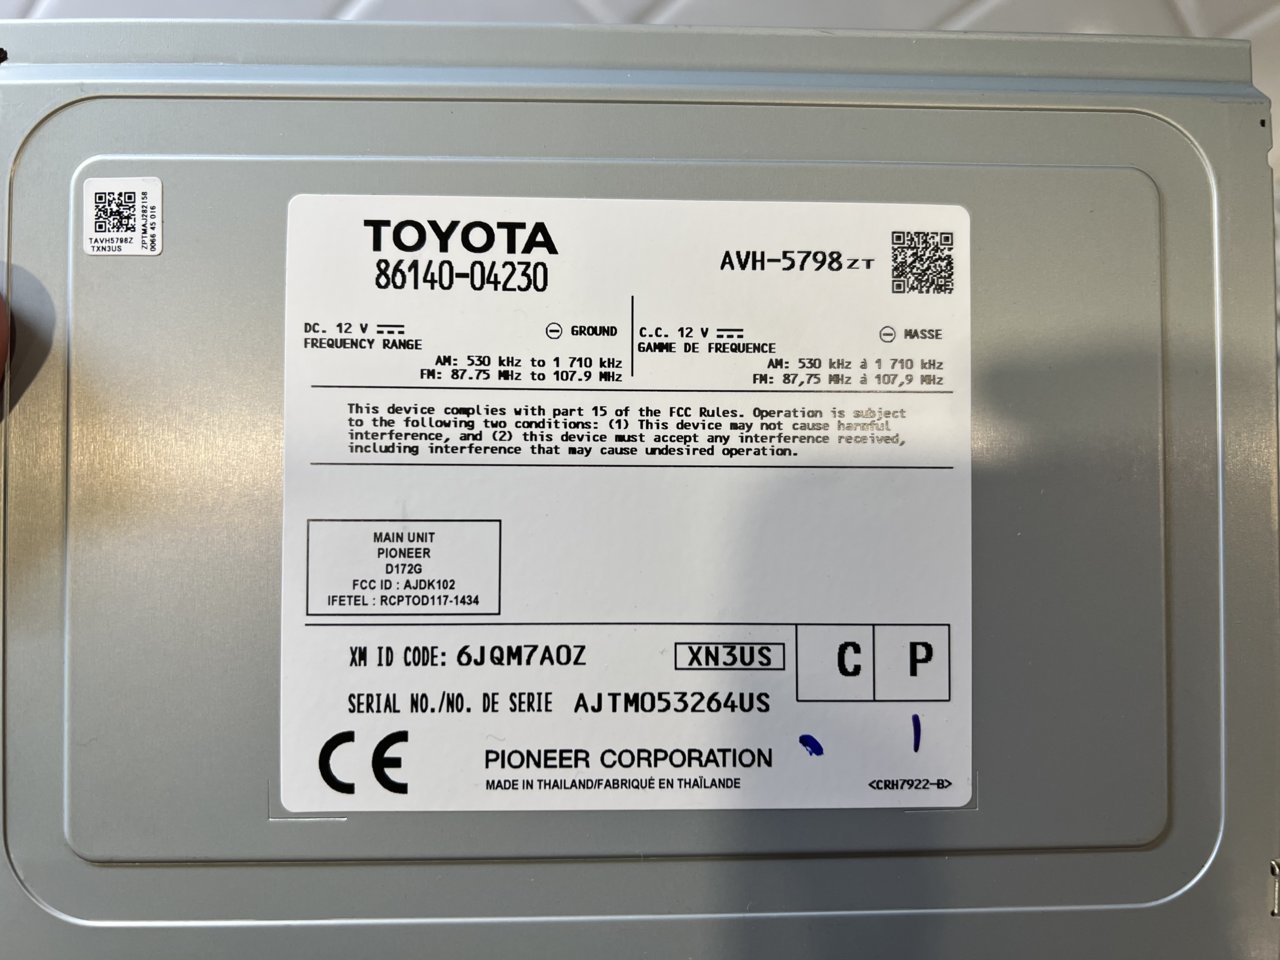 TAVH5798Z
TXN3US
ZPTMAJ282158
0066 45 016
TOYOTA
86140-04230
AVH-5798ZT
DC. 12 V
GROUND
FREQUENCY RANGE
AM: 530 kHz to 1 710 kHz
FM: 87.75 MHz to 107.9 MHz
C.C. 12 V
MASSE
GAMME DE FREQUENCE
AM: 530 kHz à 1 710 kHz
FM: 87,75 MHz à 107,9 MHz
This device complies with part 15 of the FCC Rules. Operation is subject
to the following two conditions: (1) This device may not cause harmful
interference, and (2) this device must accept any interference received,
including interference that may cause undesired operation.
MAIN UNIT
PIONEER
D172G
FCC ID : AJDK102
IFETEL : RCPTOD117-1434
XM ID CODE: 6JQM7A0Z
XN3US
C P
SERIAL NO./NO. DE SERIE AJTM053264US
CE
PIONEER CORPORATION
MADE IN THAILAND/FABRIQUÉ EN THAÏLANDE
<CRH7922-B>